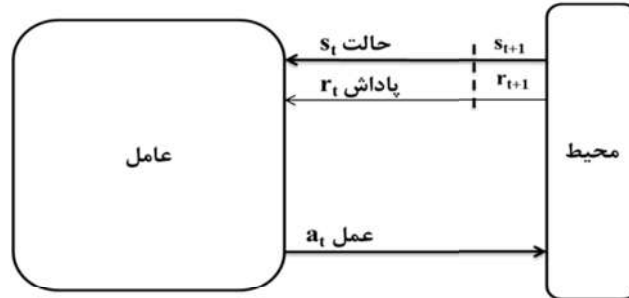 حالت s_t
s_{t+1}
پاداش r_t
r_{t+1}
عامل
محیط
عمل a_t